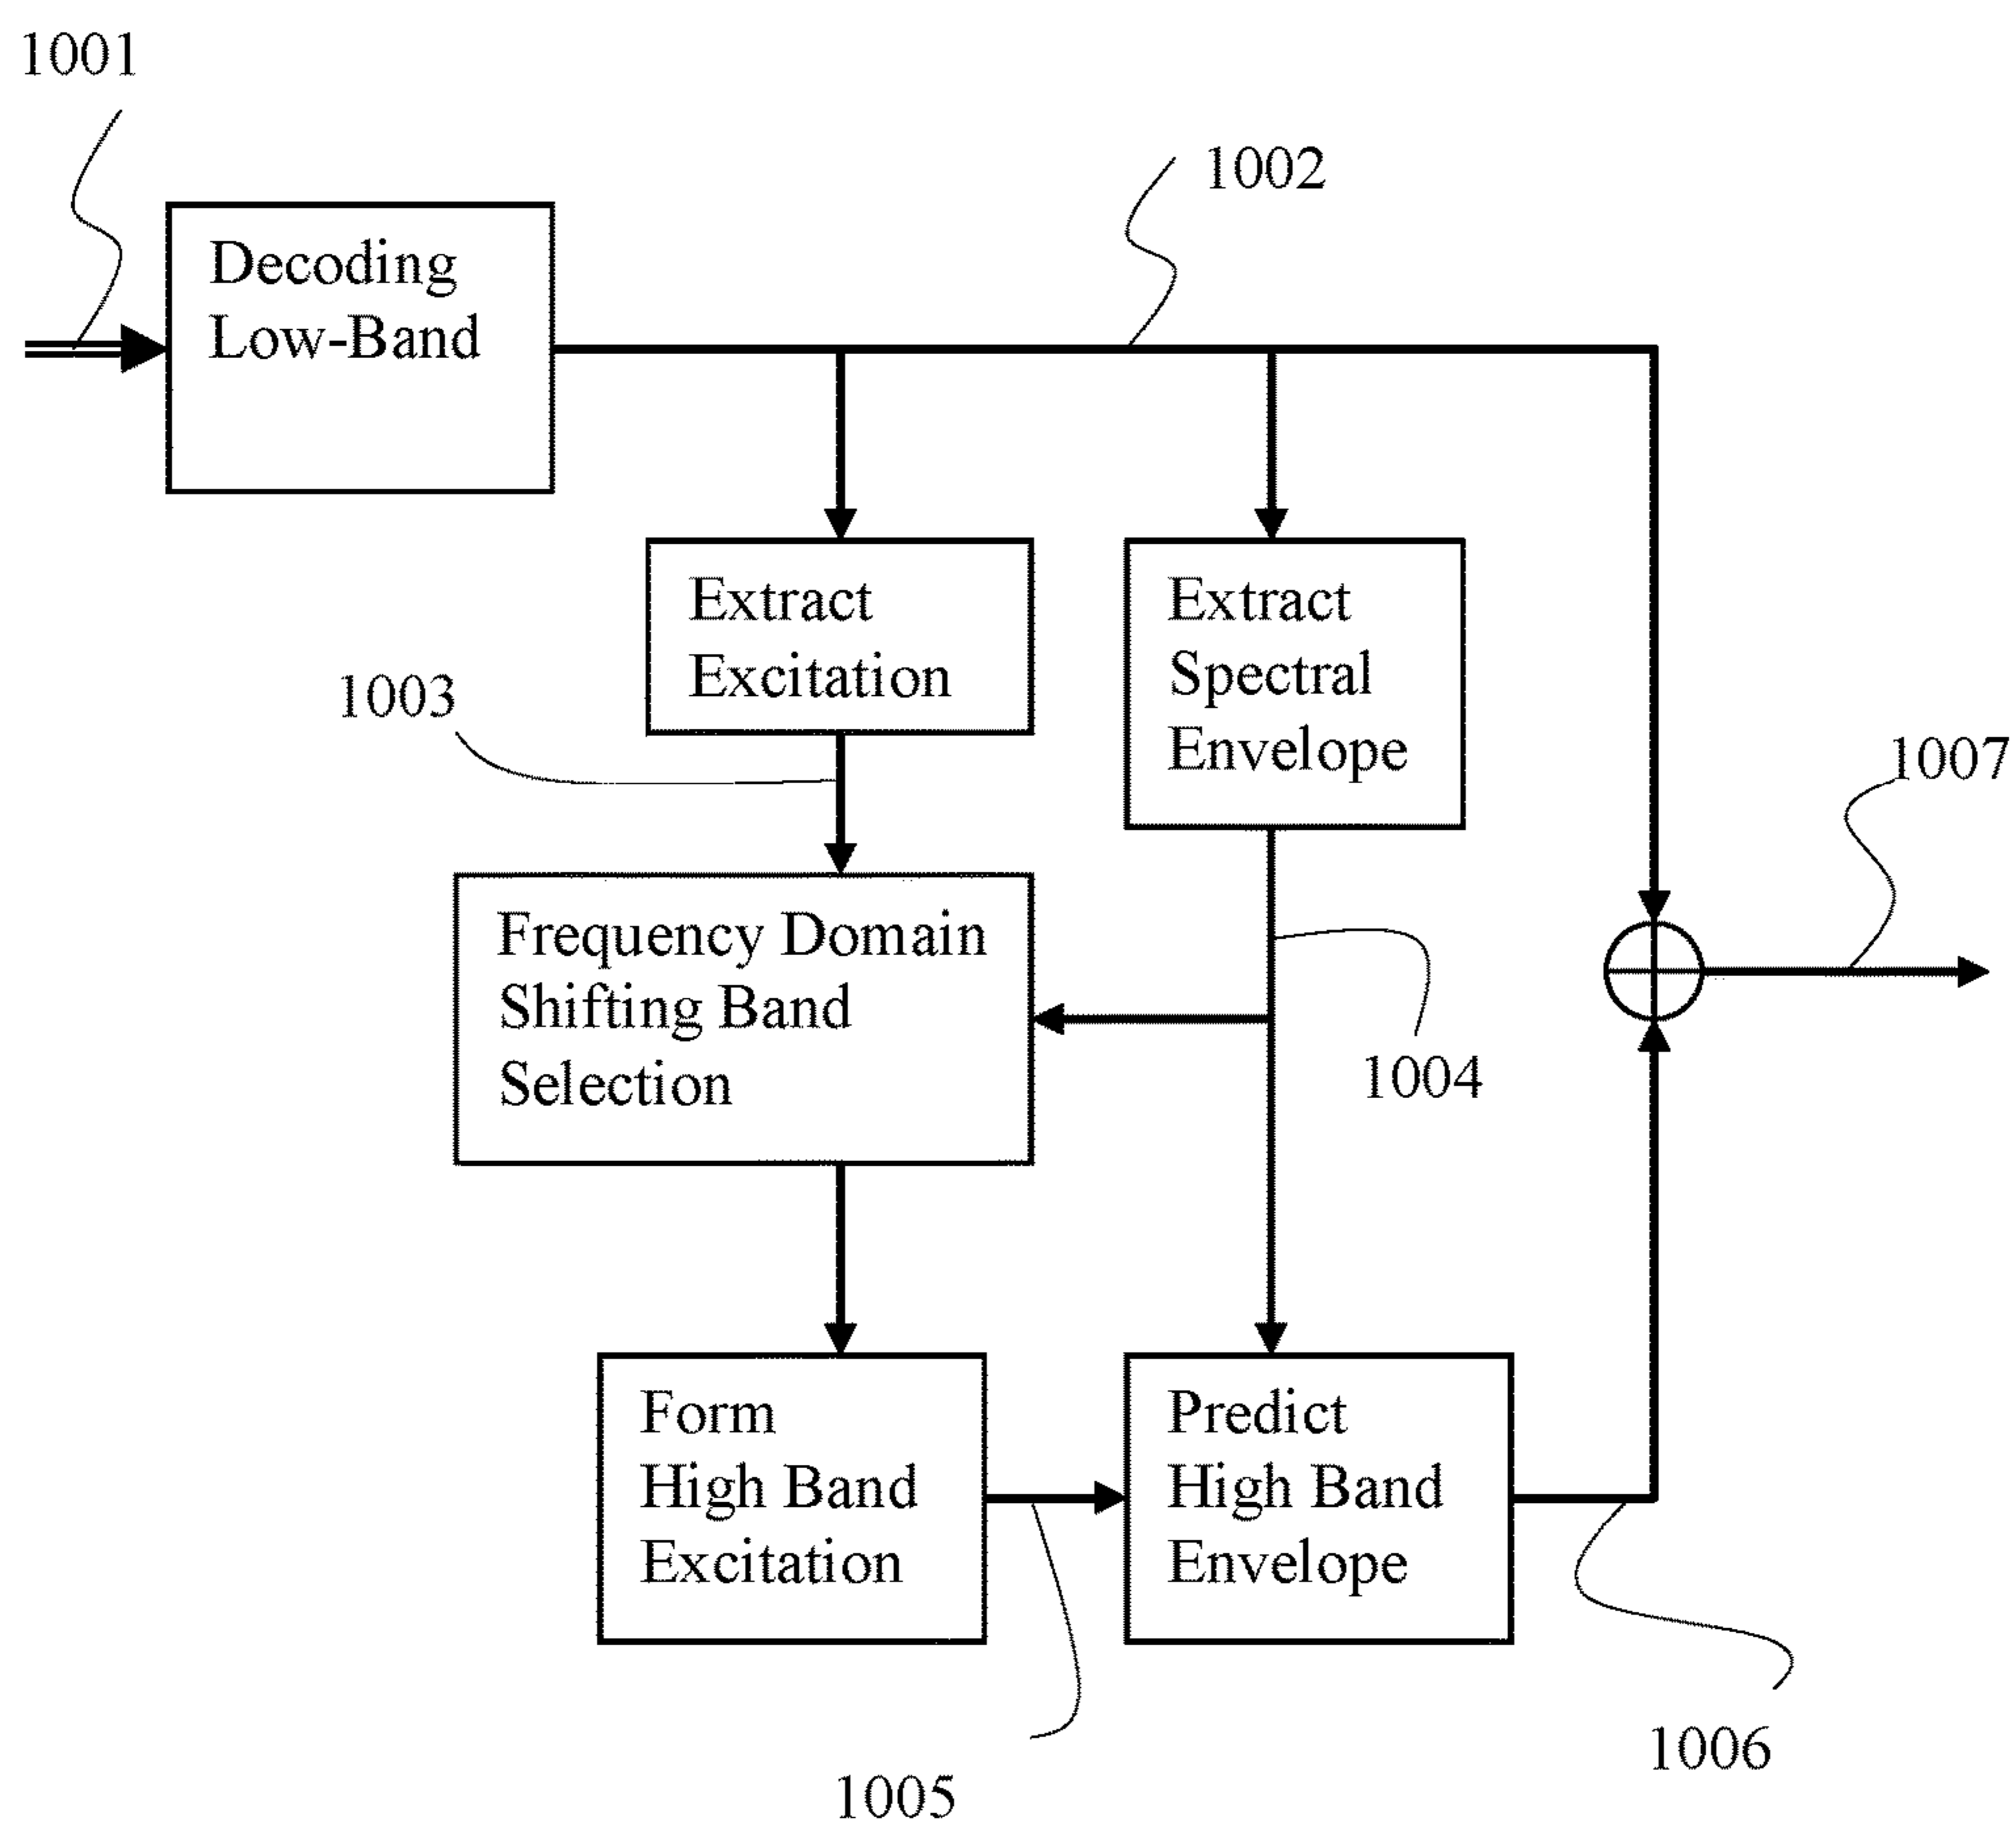 1001
1002
Decoding
Low-Band
Extract
Excitation
Extract
Spectral
Envelope
1003
1007
Frequency Domain
Shifting Band
Selection
1004
Form
High Band
Excitation
Predict
High Band
Envelope
1005
1006